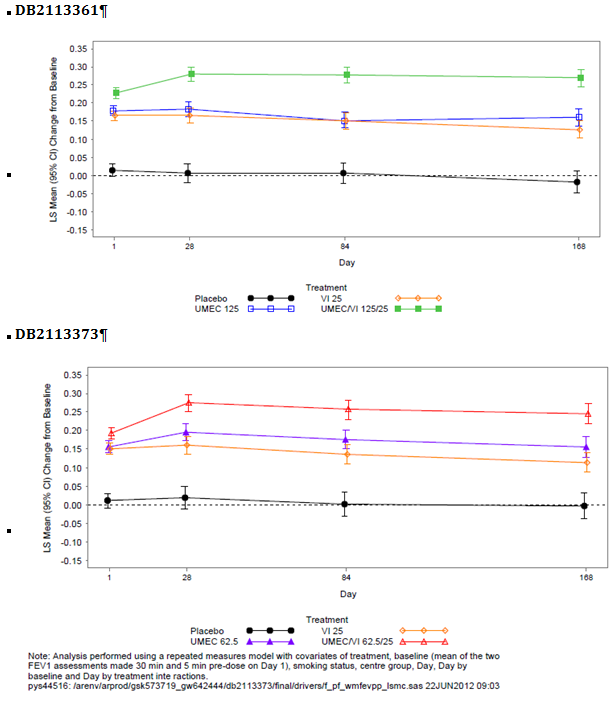 ▪ DB2113361¶
0.35
0.30
0.25
0.20
0.15
0.10
0.05
0.00
-0.05
-0.10
-0.15
LS Mean (95% CI) Change from Baseline
1 28 84 168
Day
Treatment
Placebo VI 25
UMEC 125 UMEC/VI 125/25
▪ DB2113373¶
0.35
0.30
0.25
0.20
0.15
0.10
0.05
0.00
-0.05
-0.10
-0.15
LS Mean (95% CI) Change from Baseline
1 28 84 168
Day
Treatment
Placebo VI 25
UMEC 62.5 UMEC/VI 62.5/25
Note: Analysis performed using a repeated measures model with covariates of treatment, baseline (mean of the two
FEV1 assessments made 30 min and 5 min pre-dose on Day 1), smoking status, centre group, Day, Day by
baseline and Day by treatment inte ractions.
pys44516: /arenv/arprod/gsk573719_gw642444/db2113373/final/drivers/f_pf_wmfevpp_lsmc.sas 22JUN2012 09:03